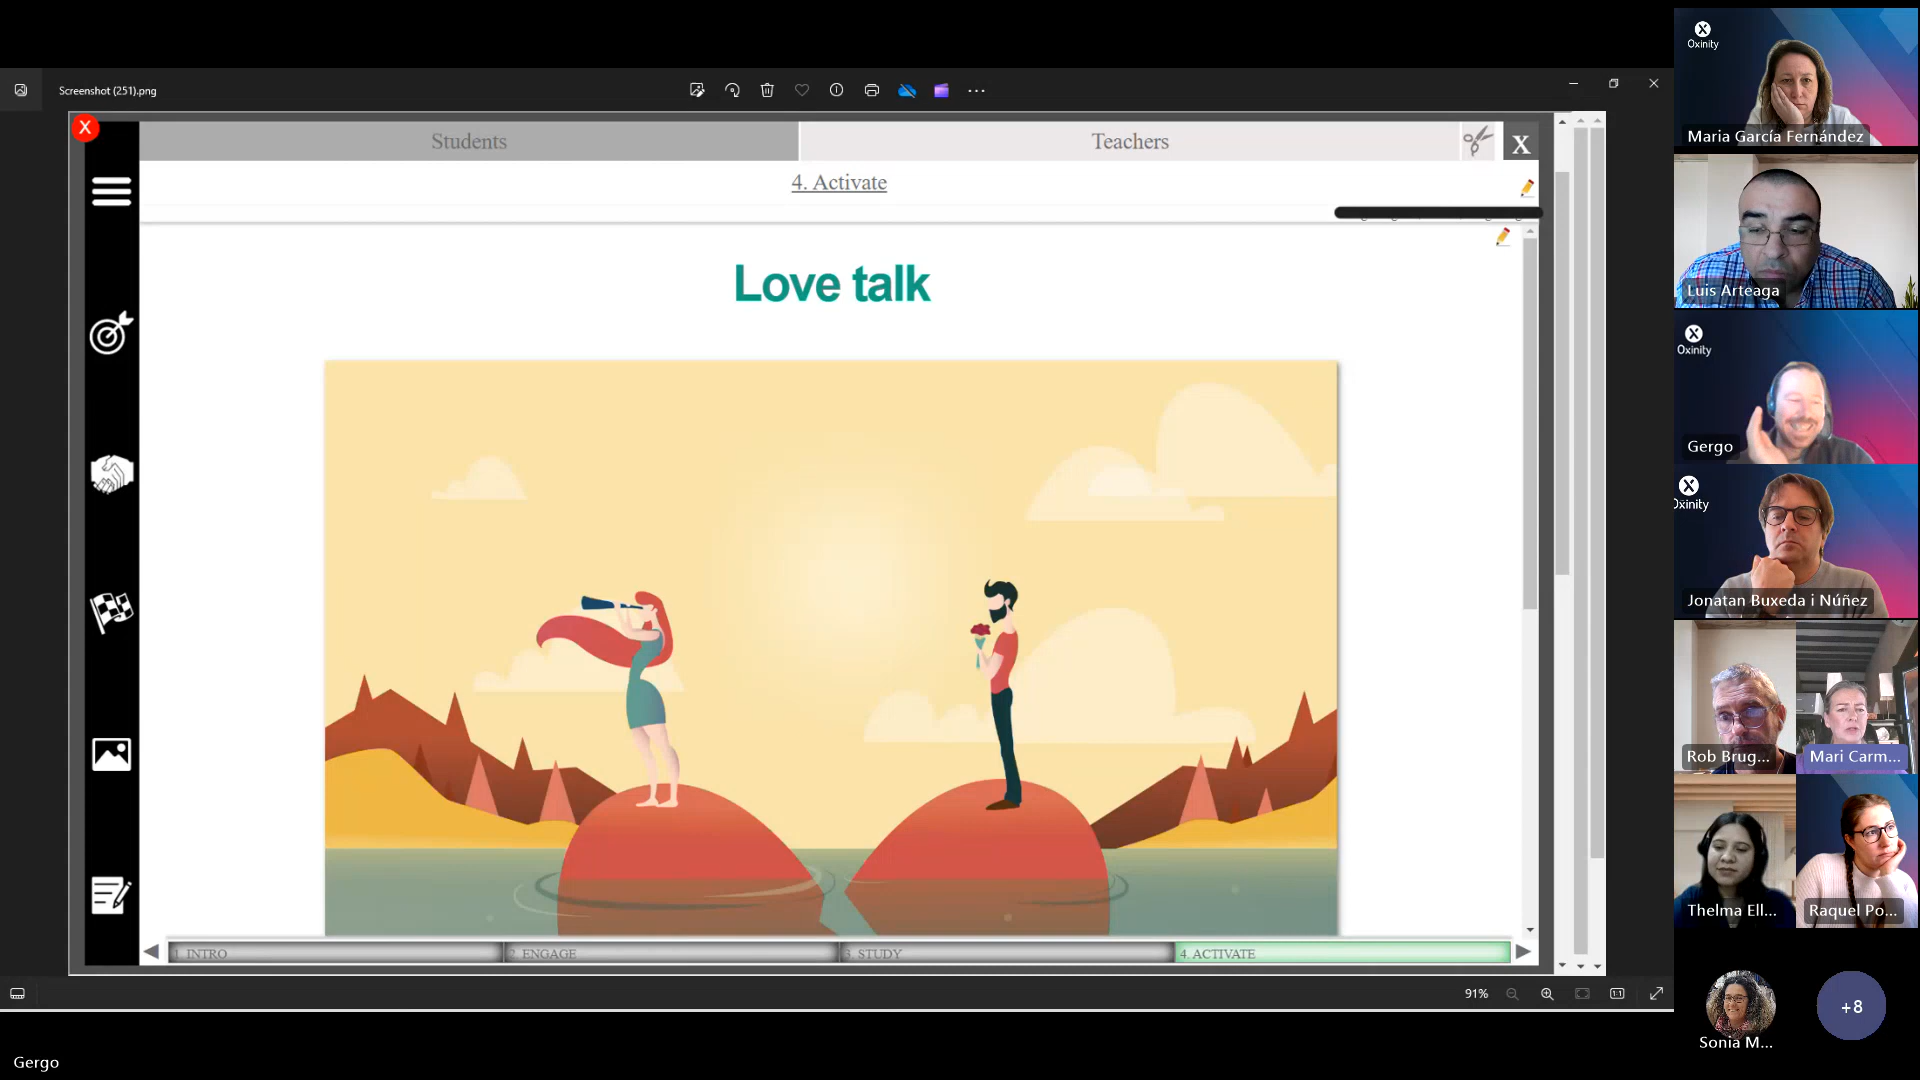 Screenshot (251).png
X
Students
Teachers
X
4. Activate
Love talk
1. INTRO
2. ENGAGE
3. STUDY
4. ACTIVATE
91%
1:1
Gergo
Oxinity
Maria García Fernández
Luis Arteaga
Oxinity
Gergo
Oxinity
Jonatan Buxeda i Núñez
Rob Brug...
Mari Carm...
Thelma Ell...
Raquel Po...
Sonia M...
+8